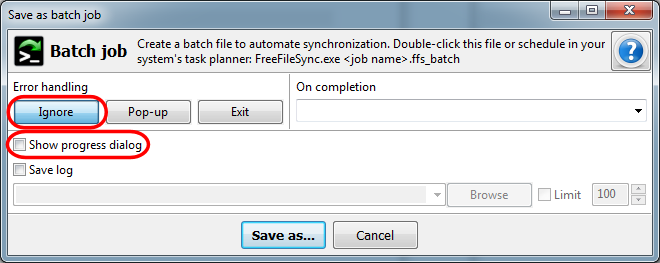 Save as batch job
Batch job
Create a batch file to automate synchronization. Double-click this file or schedule in your
system's task planner: FreeFileSync.exe <job name>.ffs_batch
?
Error handling
On completion
Ignore
Pop-up
Exit
Show progress dialog
Save log
Browse
Limit
100
Save as...
Cancel